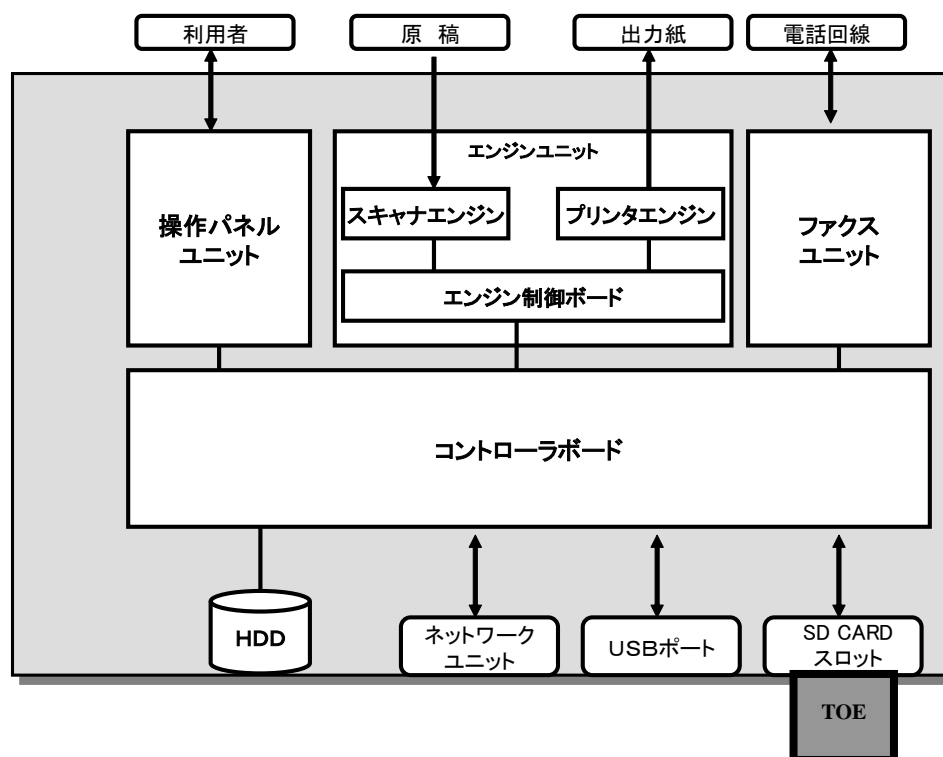 利用者
原 稿
出力紙
電話回線
エンジンユニット
操作パネル
ユニット
スキャナエンジン
プリンタエンジン
ファクス
ユニット
エンジン制御ボード
コントローラボード
HDD
ネットワーク
ユニット
USBポート
SD CARD
スロット
TOE